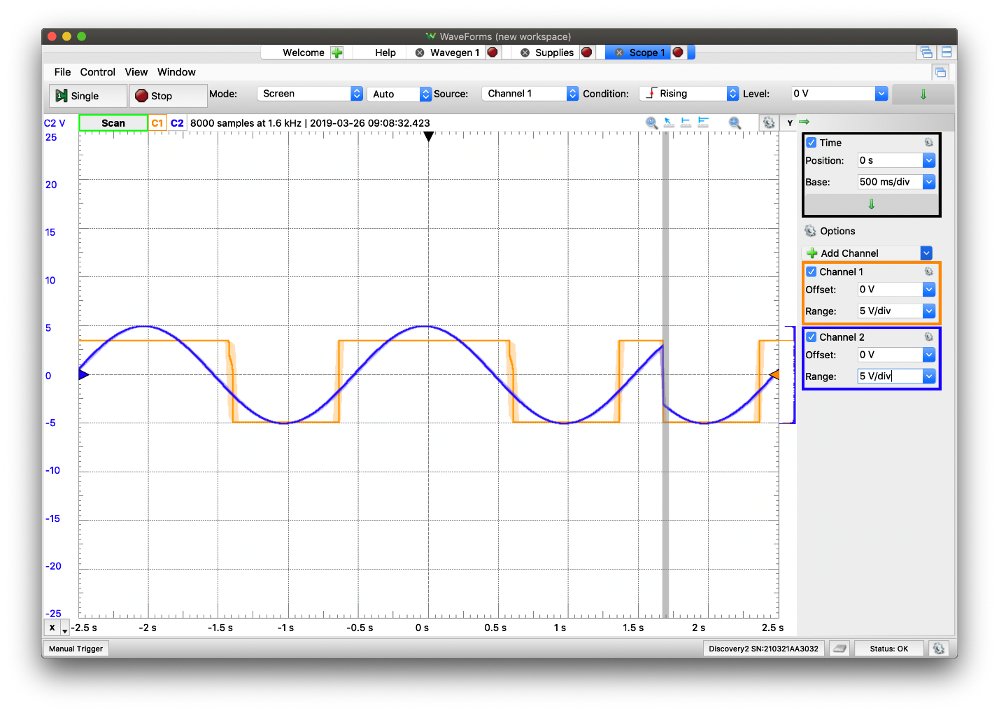 WaveForms (new workspace)
Welcome Help Wavegen 1 Supplies Scope 1
File Control View Window
Single Stop Mode: Screen Auto Source: Channel 1 Condition: Rising Level: 0 V
C2 V Scan C1 C2 8000 samples at 1.6 kHz | 2019-03-26 09:08:32.423 Y
25
20
15
10
5
0
-5
-10
-15
-20
-25
X -2.5 s -2 s -1.5 s -1 s -0.5 s 0 s 0.5 s 1 s 1.5 s 2 s 2.5 s
Time
Position: 0 s
Base: 500 ms/div
Options
Add Channel
Channel 1
Offset: 0 V
Range: 5 V/div
Channel 2
Offset: 0 V
Range: 5 V/div
Manual Trigger Discovery2 SN:210321AA3032 Status: OK